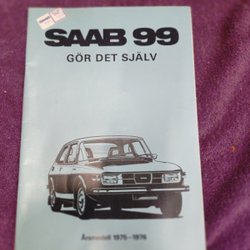 SAAB 99
GÖR DET SJÄLV
Årsmodell 1975-1976